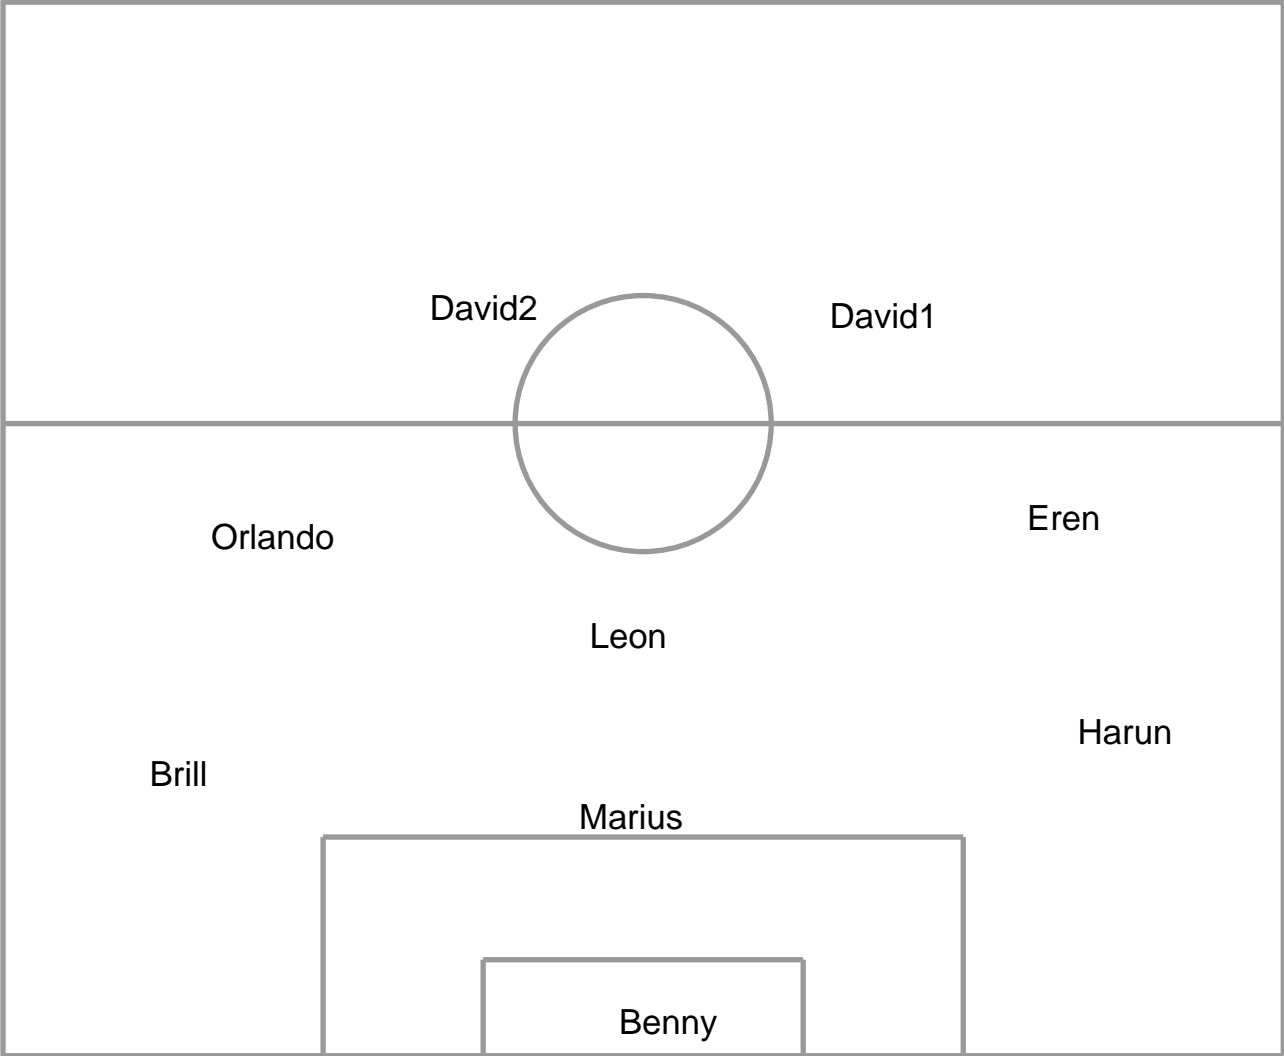 David2
David1
Orlando
Eren
Leon
Harun
Brill
Marius
Benny